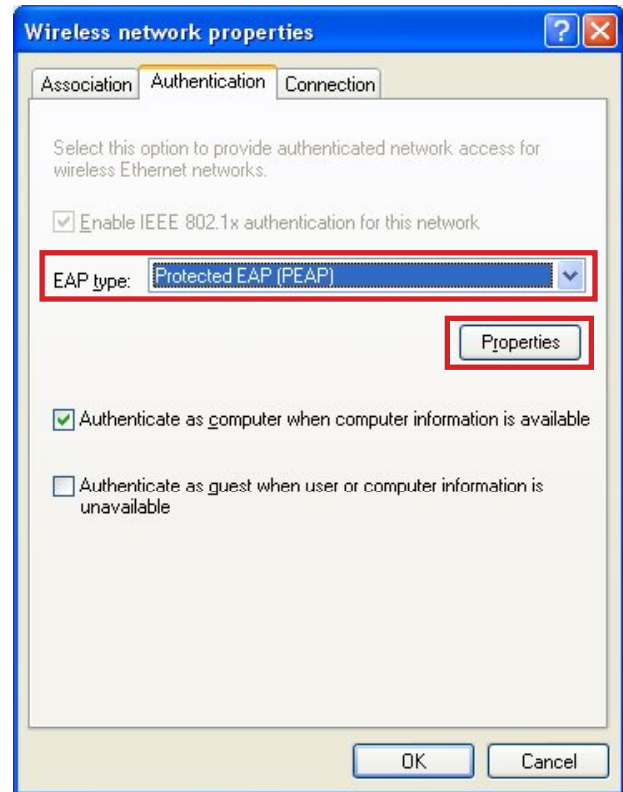 Wireless network properties
Association Authentication Connection
Select this option to provide authenticated network access for
wireless Ethernet networks.
Enable IEEE 802.1x authentication for this network
EAP type: Protected EAP (PEAP)
Properties
Authenticate as computer when computer information is available
Authenticate as guest when user or computer information is
unavailable
OK Cancel